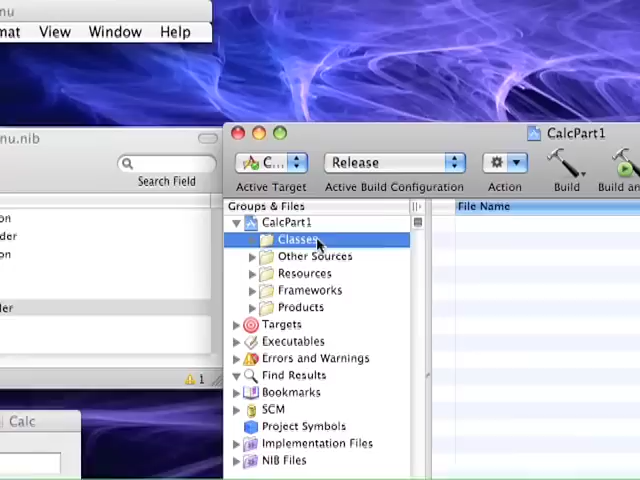 nu
mat View Window Help
nu.nib
Search Field
on
der
on
der
1
Calc
CalcPart1
C... Release
Active Target Active Build Configuration Action Build Build an
Groups & Files File Name
CalcPart1
Classes
Other Sources
Resources
Frameworks
Products
Targets
Executables
Errors and Warnings
Find Results
Bookmarks
SCM
Project Symbols
Implementation Files
NIB Files